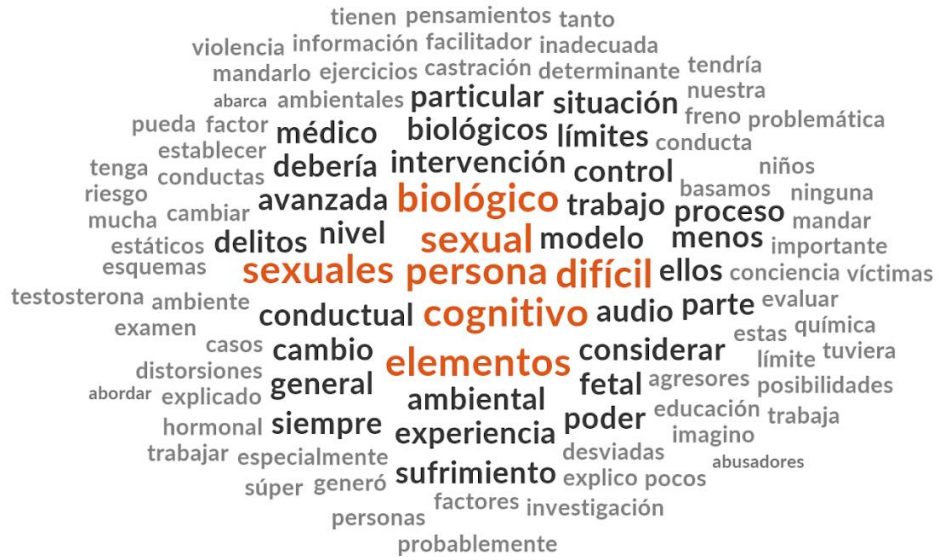 tienen pensamientos tanto
violencia información facilitador inadecuada
mandarlo ejercicios castración determinante tendría
abarca ambientales particular situación nuestra
pueda factor médico biológicos límites freno problemática
establecer debería intervención control conducta
tenga conductas niños
riesgo avanzada biológico trabajo basamos ninguna
mucha cambiar proceso mandar
estáticos delitos nivel sexual modelo menos importante
esquemas sexuales persona difícil ellos conciencia víctimas
testosterona ambiente conductual cognitivo audio parte evaluar
examen estas química
casos cambio elementos considerar límite tuviera
distorsiones
abordar explicado general ambiental fetal agresores posibilidades
hormonal siempre experiencia poder educación trabaja
imagino
trabajar especialmente sufrimiento desviadas abusadores
súper generó explico pocos
factores investigación
personas
probablemente